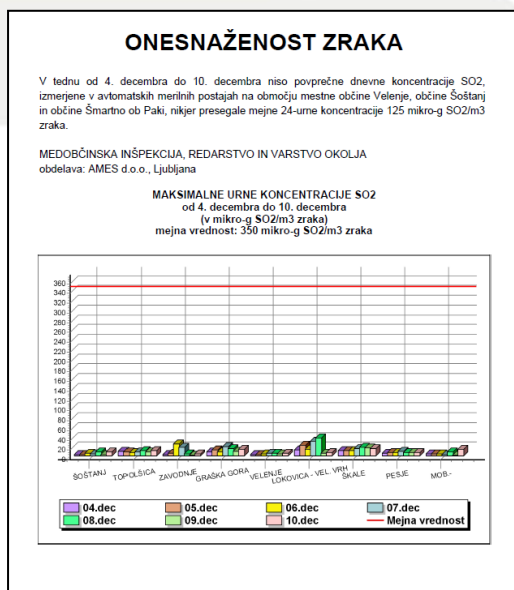 ONESNAŽENOST ZRAKA
V tednu od 4. decembra do 10. decembra niso povprečne dnevne koncentracije SO2,
izmerjene v avtomatskih merilnih postajah na območju mestne občine Velenje, občine Šoštanj
in občine Šmartno ob Paki, nikjer presegale mejne 24-urne koncentracije 125 mikro-g SO2/m3
zraka.
MEDOBČINSKA INŠPEKCIJA, REDARSTVO IN VARSTVO OKOLJA
obdelava: AMES d.o.o., Ljubljana
MAKSIMALNE URNE KONCENTRACIJE SO2
od 4. decembra do 10. decembra
(v mikro-g SO2/m3 zraka)
mejna vrednost: 350 mikro-g SO2/m3 zraka
360
340
320
300
280
260
240
220
200
180
160
140
120
100
80
60
40
20
0
ŠOŠTANJ TOPOLŠICA ZAVODNJE GRAŠKA GORA VELENJE LOKOVICA - VEL. VRH ŠKALE PESJE MOB.-
04.dec 05.dec 06.dec 07.dec
08.dec 09.dec 10.dec Mejna vrednost